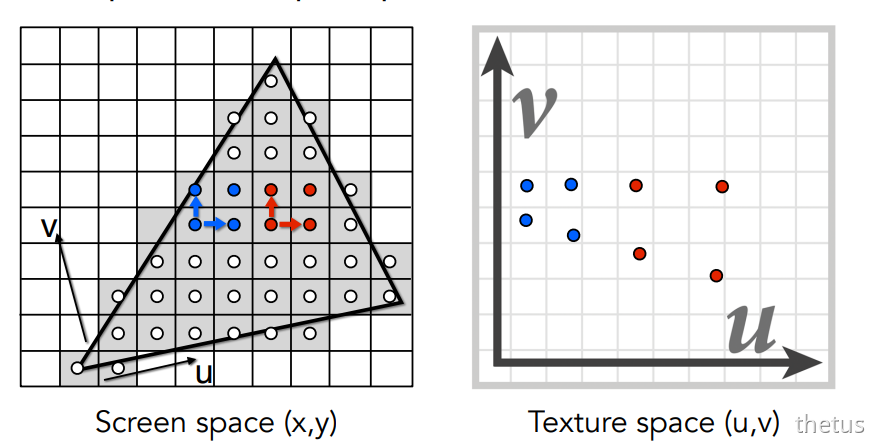 v
u
v
u
Screen space (x,y)
Texture space (u,v)
thetus